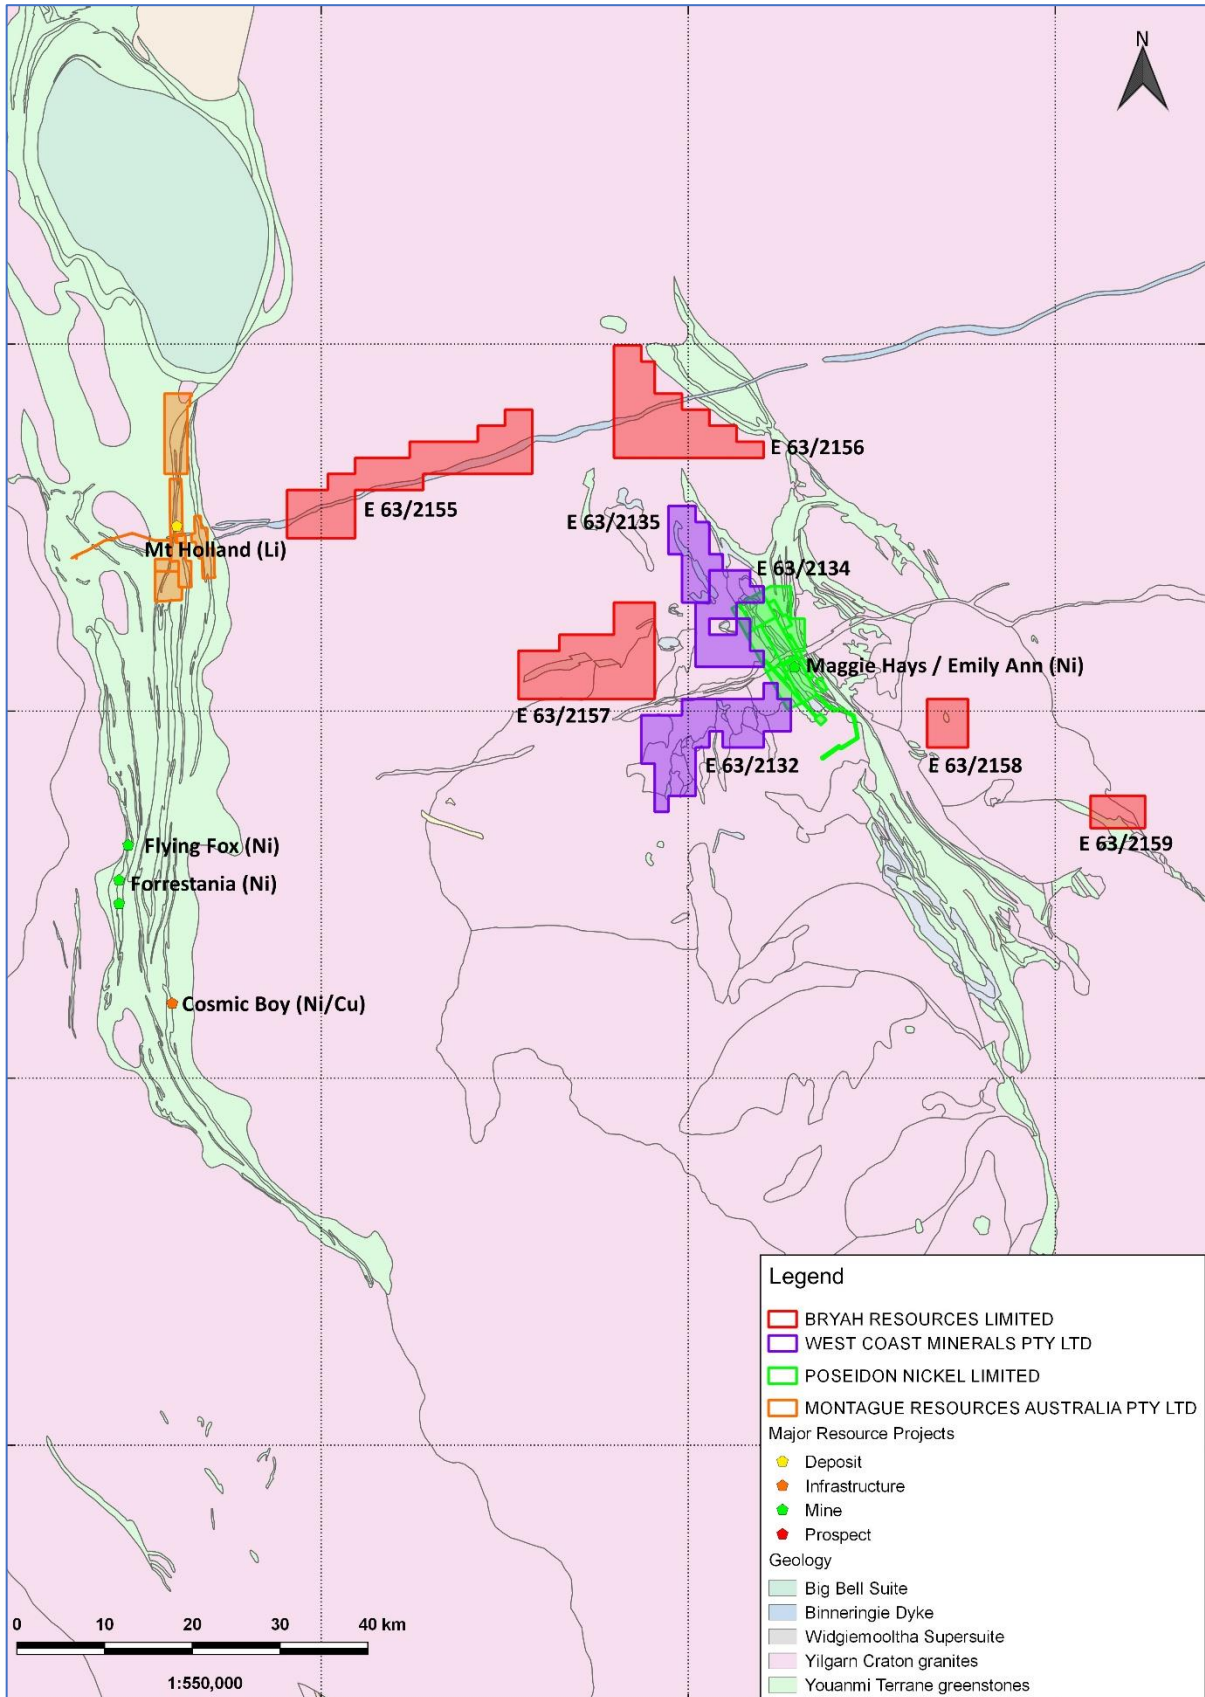 N
E 63/2156
E 63/2155
E 63/2135
Mt Holland (Li)
E 63/2134
Maggie Hays / Emily Ann (Ni)
E 63/2157
E 63/2132
E 63/2158
E 63/2159
Flying Fox (Ni)
Forrestania (Ni)
Cosmic Boy (Ni/Cu)
Legend
BRYAH RESOURCES LIMITED
WEST COAST MINERALS PTY LTD
POSEIDON NICKEL LIMITED
MONTAGUE RESOURCES AUSTRALIA PTY LTD
Major Resource Projects
Deposit
Infrastructure
Mine
Prospect
Geology
Big Bell Suite
Binneringie Dyke
Widgiemooltha Supersuite
Yilgarn Craton granites
Youanmi Terrane greenstones
0 10 20 30 40 km
1:550,000